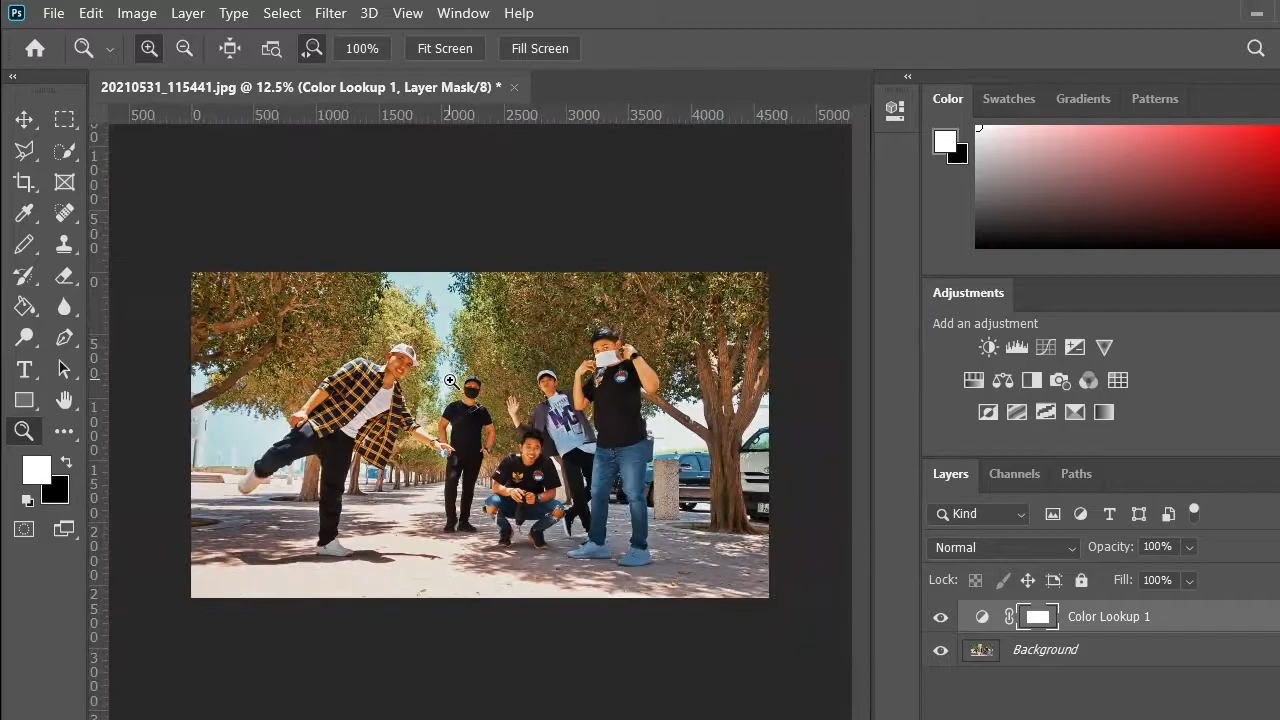 Ps File Edit Image Layer Type Select Filter 3D View Window Help
100% Fit Screen Fill Screen
20210531_115441.jpg @ 12.5% (Color Lookup 1, Layer Mask/8) *
500 0 500 1000 1500 2000 2500 3000 3500 4000 4500 5000
Color Swatches Gradients Patterns
Adjustments
Add an adjustment
Layers Channels Paths
Kind
Normal Opacity: 100%
Lock: Fill: 100%
Color Lookup 1
Background